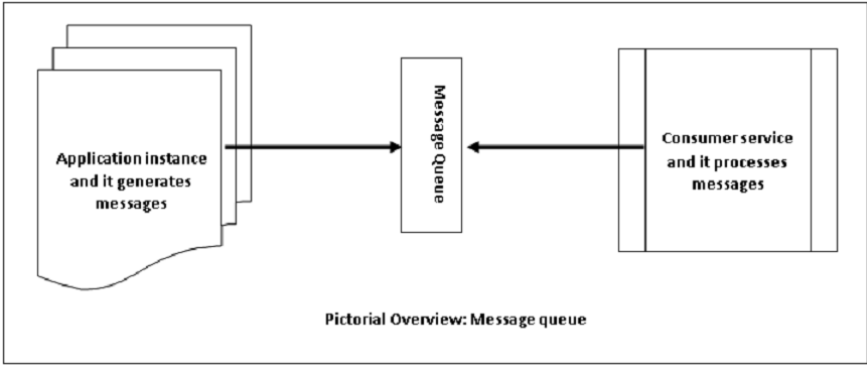 Application instance
and it generates
messages
Message Queue
Consumer service
and it processes
messages
Pictorial Overview: Message queue